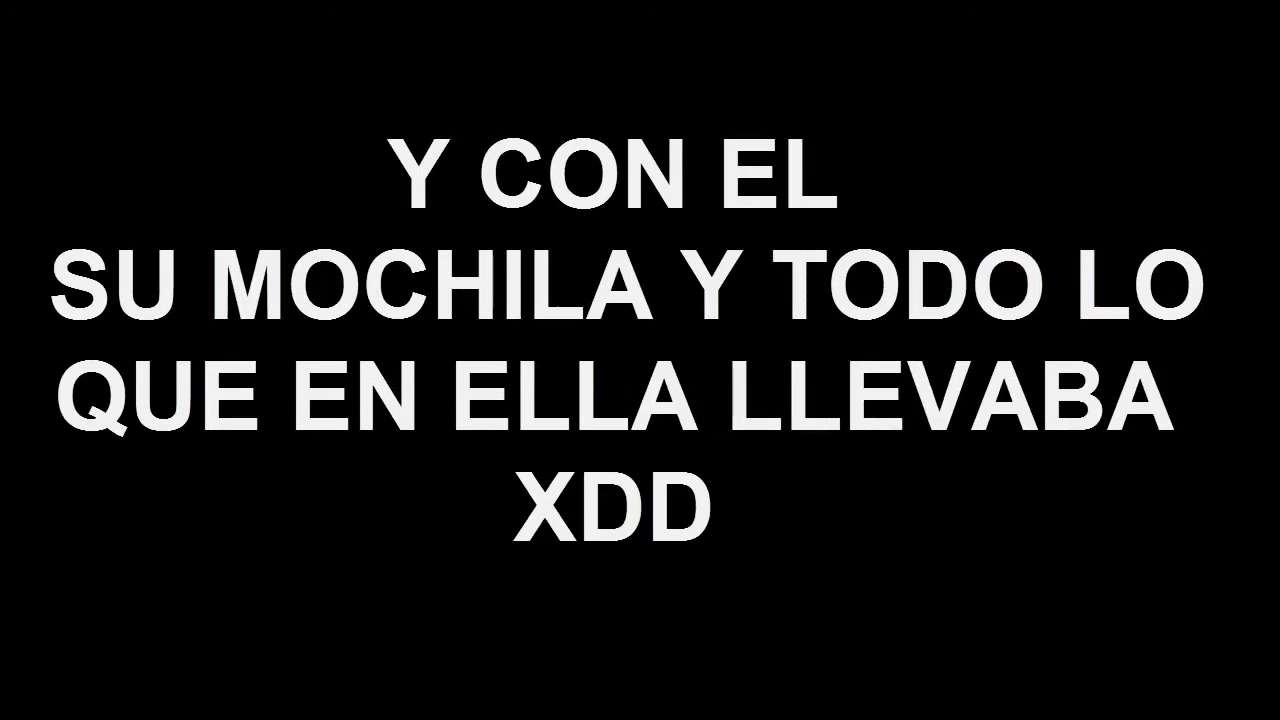 Y CON EL
SU MOCHILA Y TODO LO
QUE EN ELLA LLEVABA
XDD